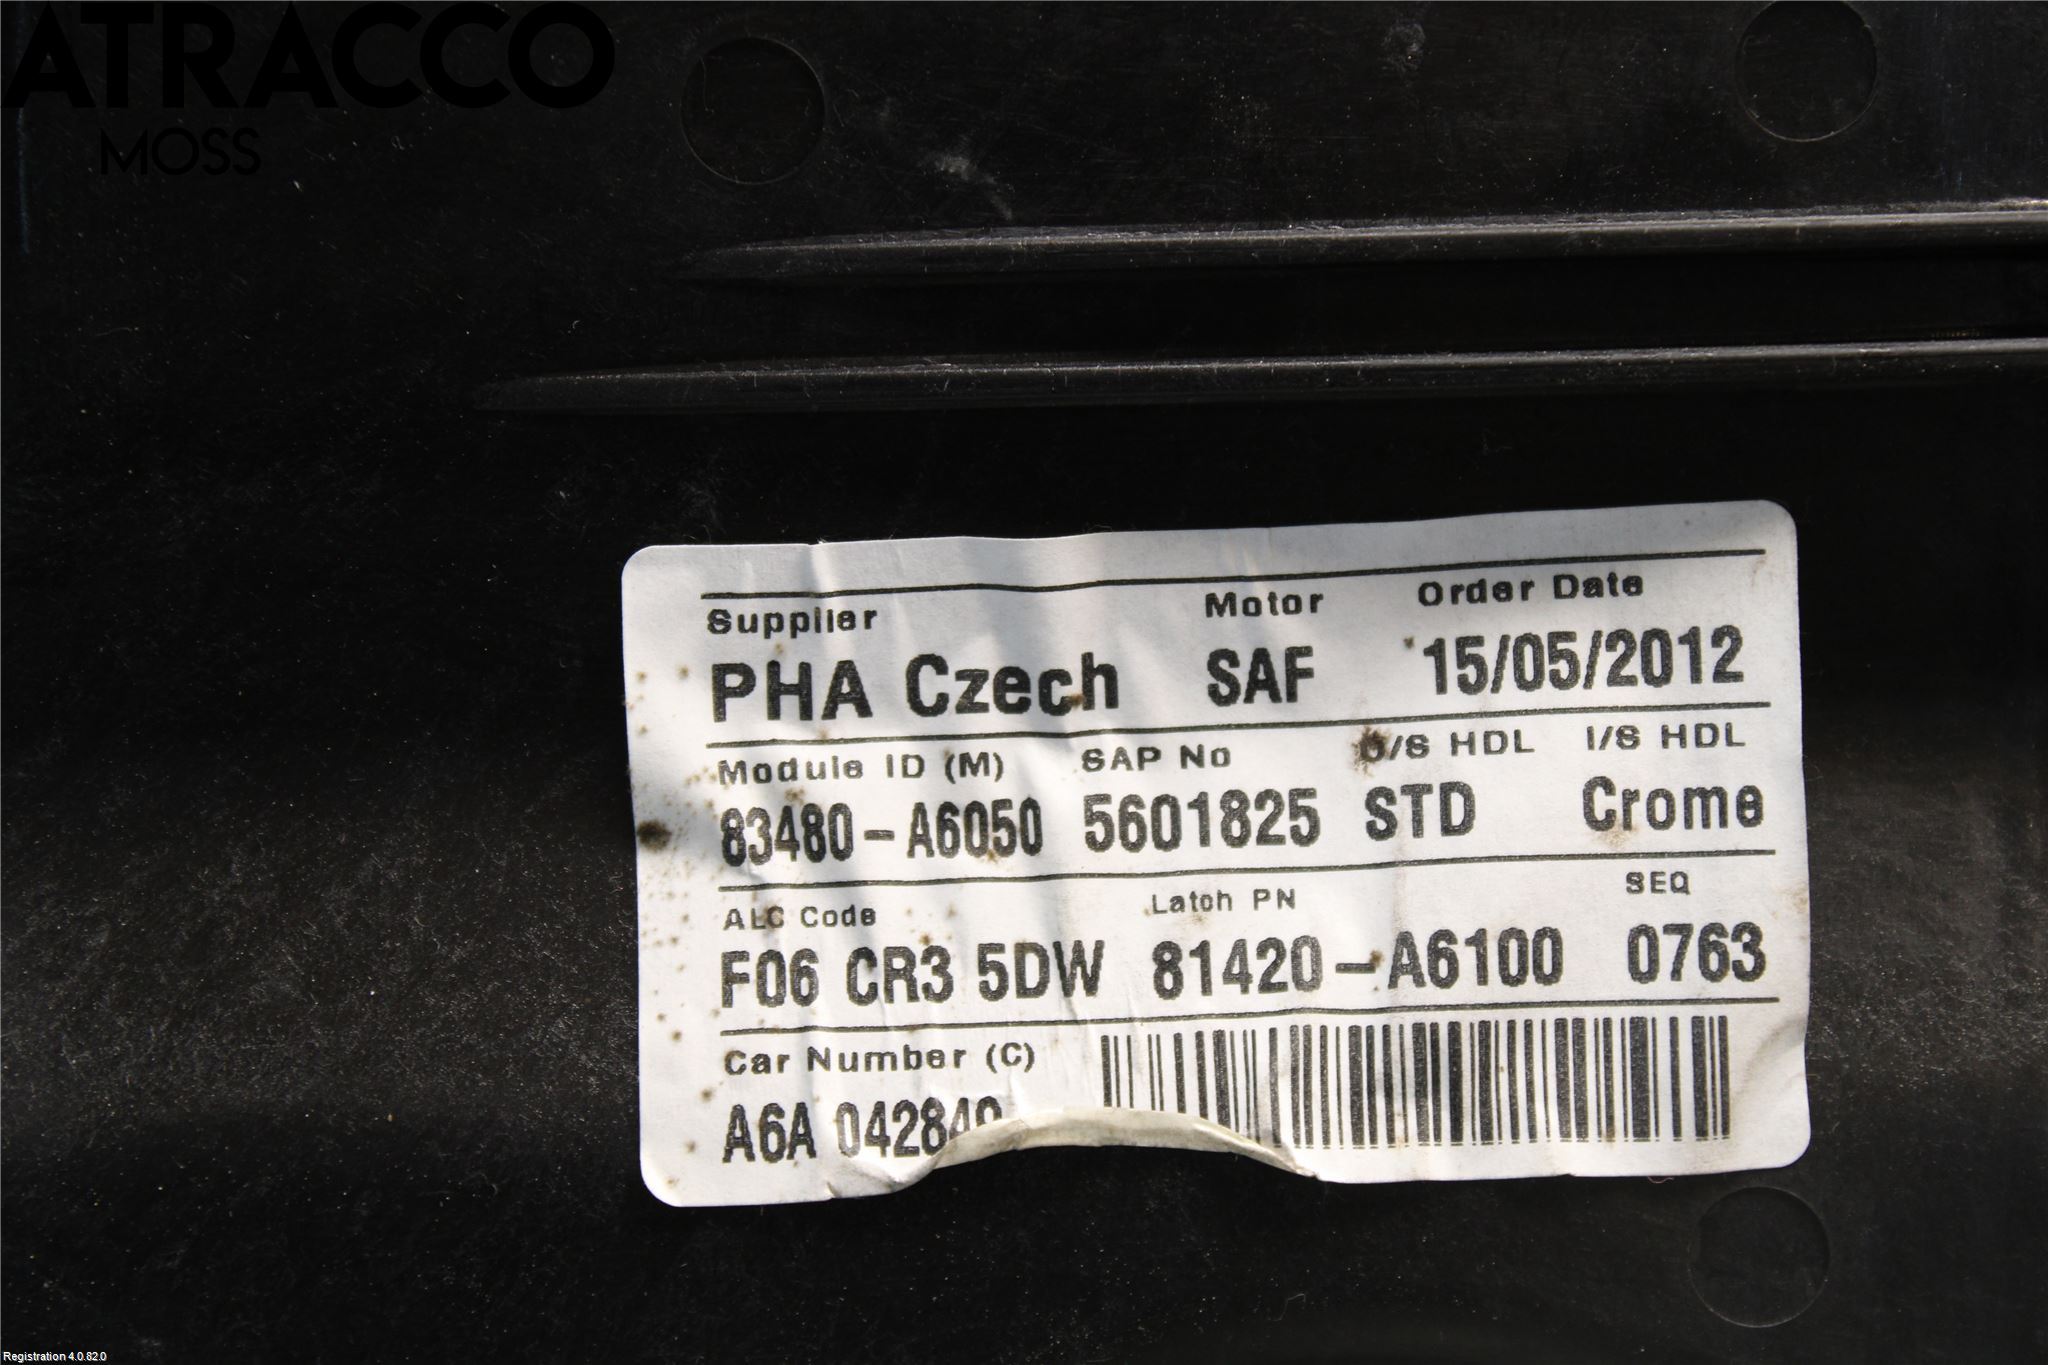 ATRACCO
MOSS
Supplier Motor Order Date
PHA Czech SAF 15/05/2012
Module ID (M) SAP No O/S HDL I/S HDL
83480-A6050 5601825 STD Crome
ALC Code Latch PN SEQ
F06 CR3 5DW 81420-A6100 0763
Car Number (C)
A6A
Registration 4.0.82.0